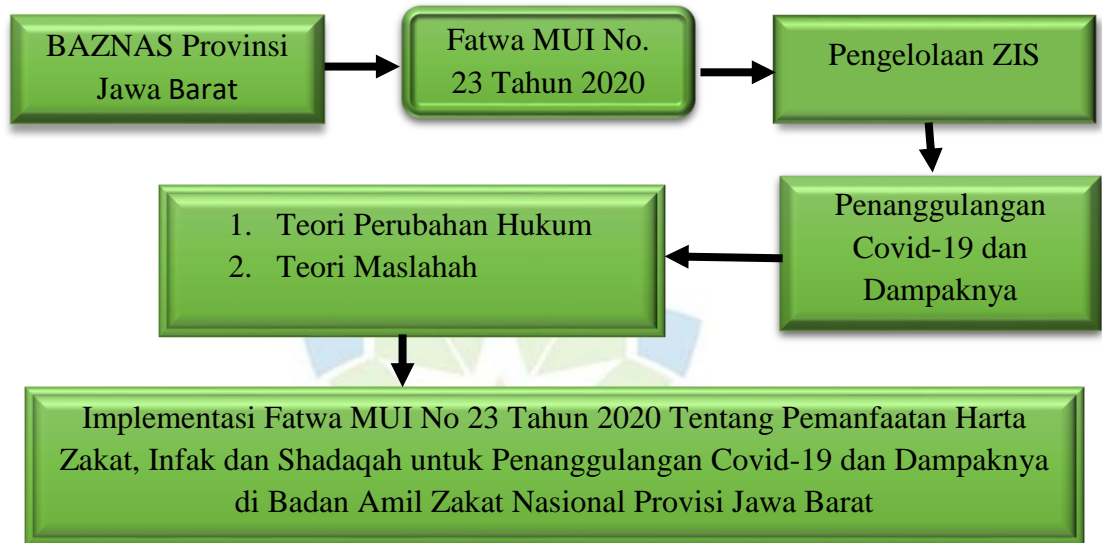 BAZNAS Provinsi
Jawa Barat
Fatwa MUI No.
23 Tahun 2020
Pengelolaan ZIS
Penanggulangan
Covid-19 dan
Dampaknya
1. Teori Perubahan Hukum
2. Teori Maslahah
Implementasi Fatwa MUI No 23 Tahun 2020 Tentang Pemanfaatan Harta
Zakat, Infak dan Shadaqah untuk Penanggulangan Covid-19 dan Dampaknya
di Badan Amil Zakat Nasional Provisi Jawa Barat